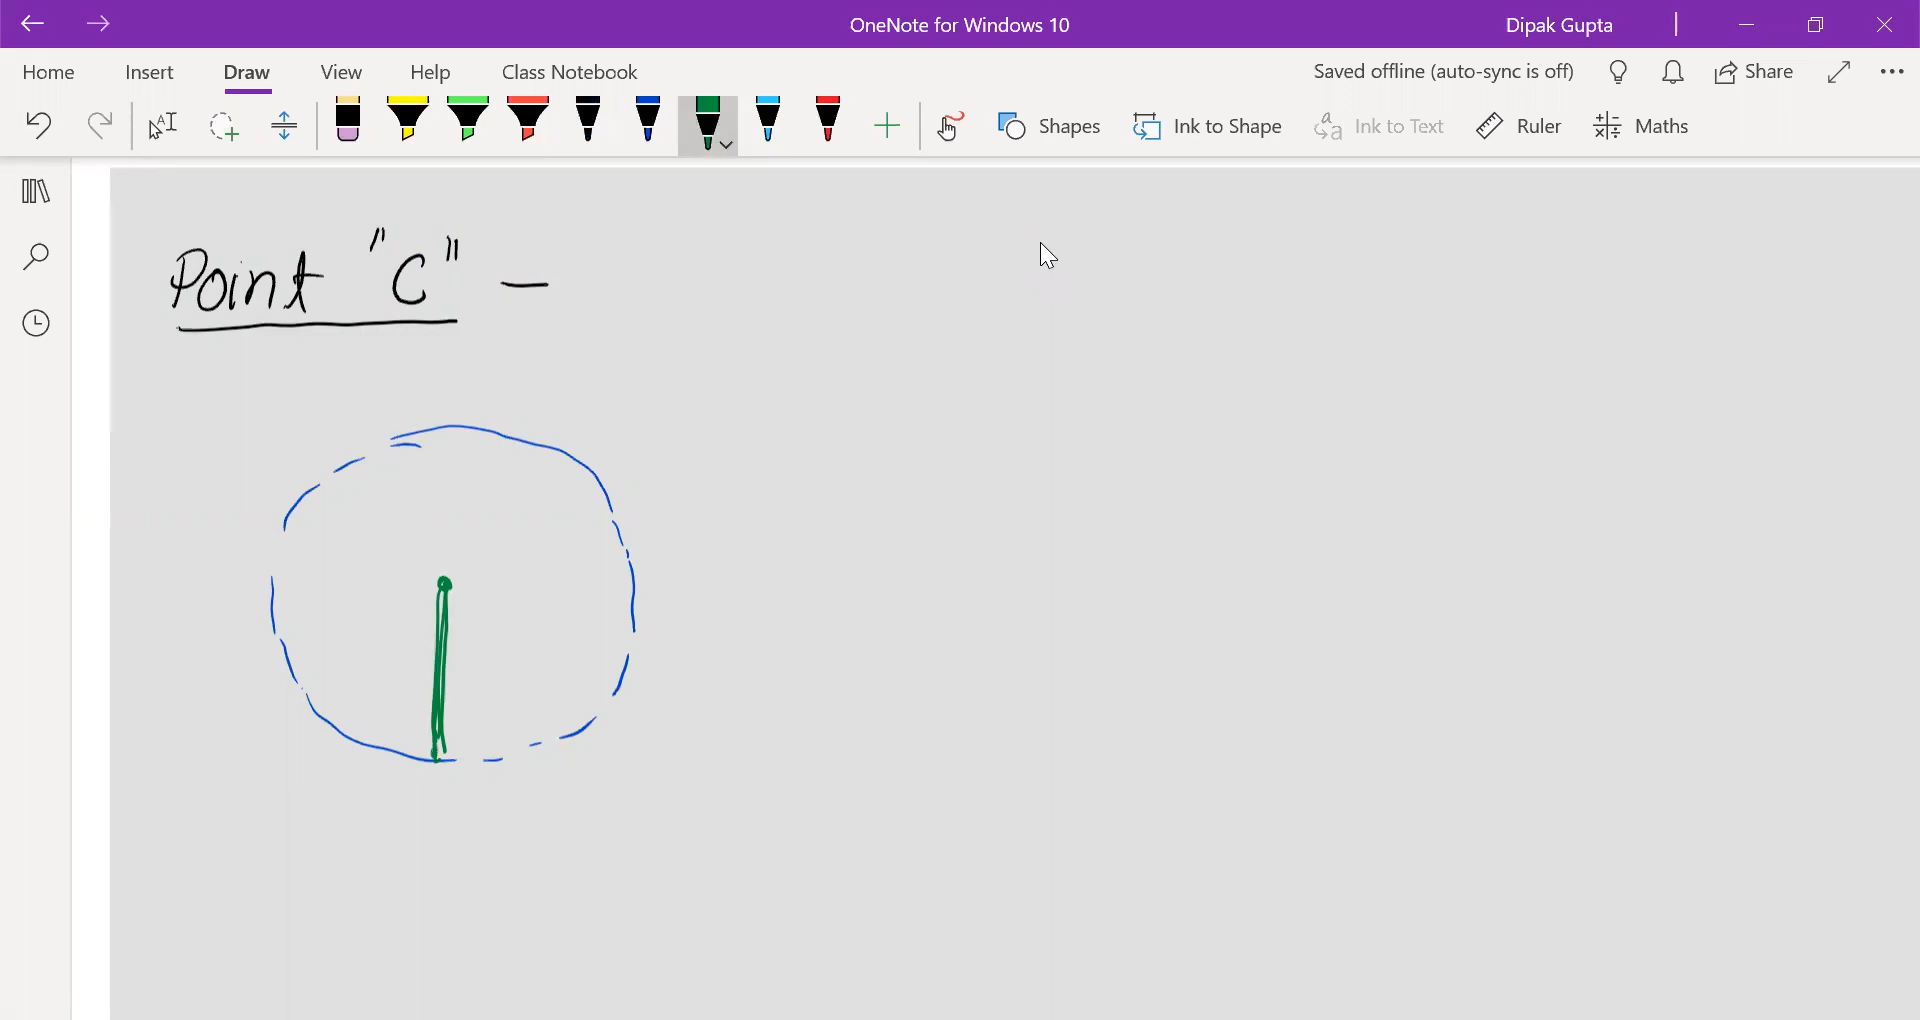 OneNote for Windows 10 Dipak Gupta
Home Insert Draw View Help Class Notebook Saved offline (auto-sync is off) Share
Shapes Ink to Shape Ink to Text Ruler Maths
Point "C" —